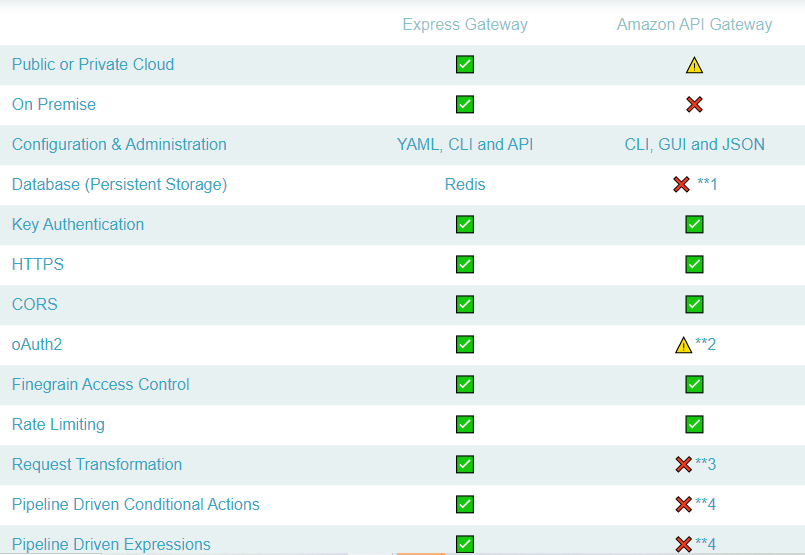 Express Gateway Amazon API Gateway
Public or Private Cloud
On Premise
Configuration & Administration YAML, CLI and API CLI, GUI and JSON
Database (Persistent Storage) Redis **1
Key Authentication
HTTPS
CORS
oAuth2 **2
Finegrain Access Control
Rate Limiting
Request Transformation **3
Pipeline Driven Conditional Actions **4
Pipeline Driven Expressions **4